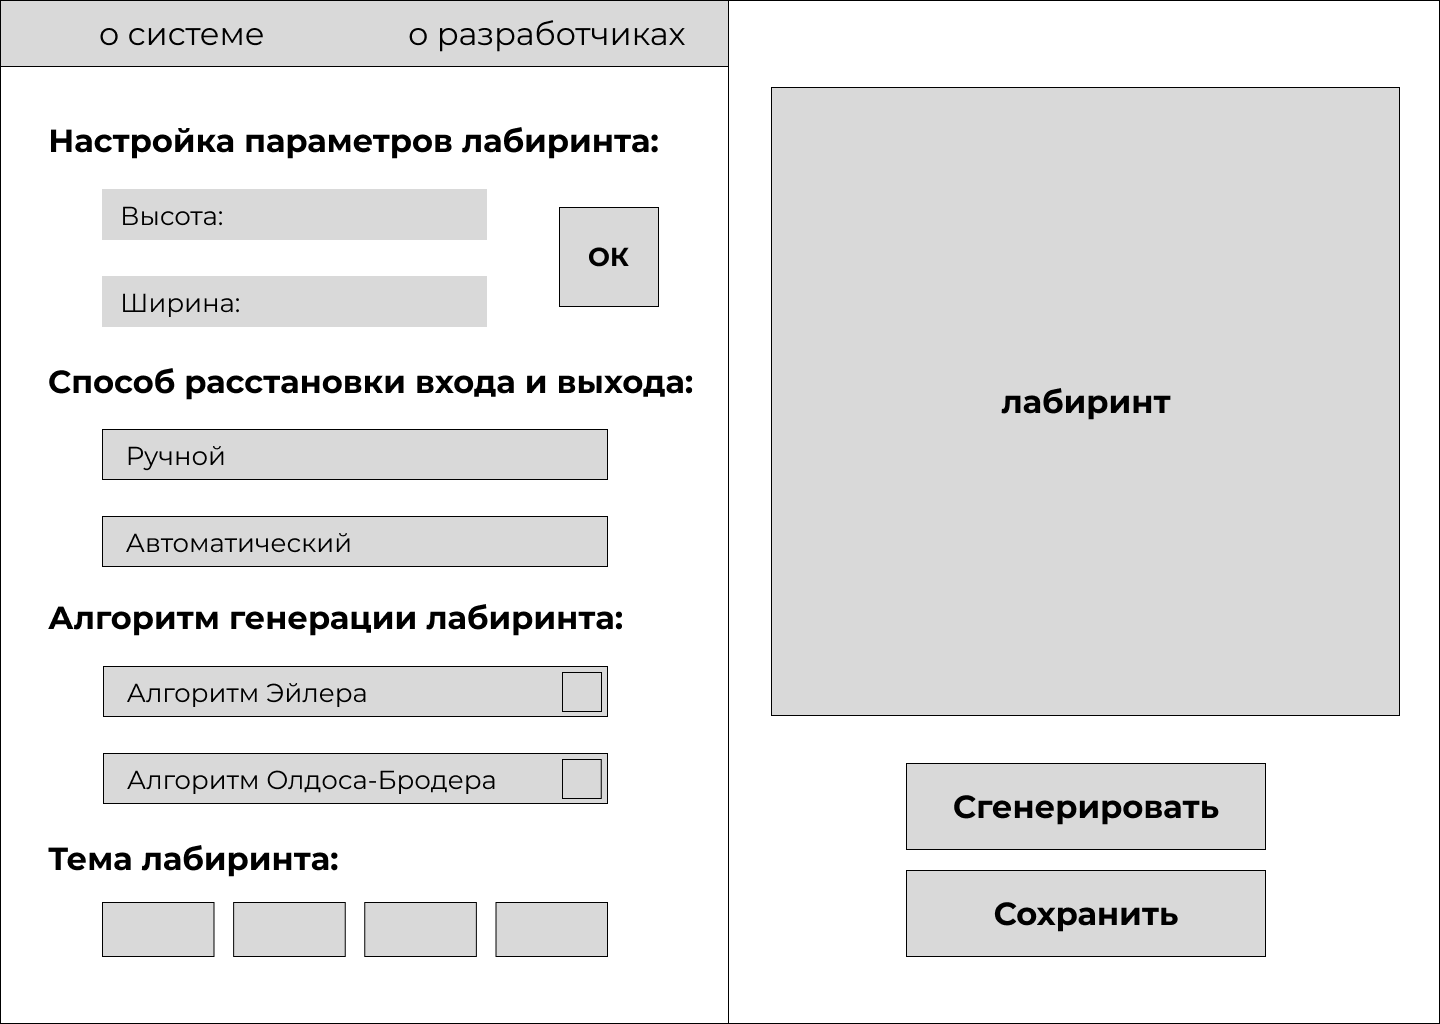 о системе
о разработчиках
Настройка параметров лабиринта:
Высота:
ОК
Ширина:
Способ расстановки входа и выхода:
Ручной
Автоматический
Алгоритм генерации лабиринта:
Алгоритм Эйлера
Алгоритм Олдоса-Бродера
Тема лабиринта:
лабиринт
Сгенерировать
Сохранить